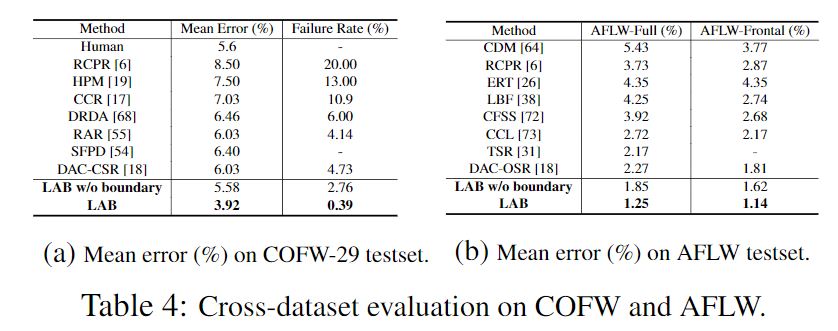 Method Mean Error (%) Failure Rate (%)
Human 5.6 -
RCPR [6] 8.50 20.00
HPM [19] 7.50 13.00
CCR [17] 7.03 10.9
DRDA [68] 6.46 6.00
RAR [55] 6.03 4.14
SFPD [54] 6.40 -
DAC-CSR [18] 6.03 4.73
LAB w/o boundary 5.58 2.76
LAB 3.92 0.39
(a) Mean error (%) on COFW-29 testset.
Method AFLW-Full (%) AFLW-Frontal (%)
CDM [64] 5.43 3.77
RCPR [6] 3.73 2.87
ERT [26] 4.35 4.35
LBF [38] 4.25 2.74
CFSS [72] 3.92 2.68
CCL [73] 2.72 2.17
TSR [31] 2.17 -
DAC-OSR [18] 2.27 1.81
LAB w/o boundary 1.85 1.62
LAB 1.25 1.14
(b) Mean error (%) on AFLW testset.
Table 4: Cross-dataset evaluation on COFW and AFLW.